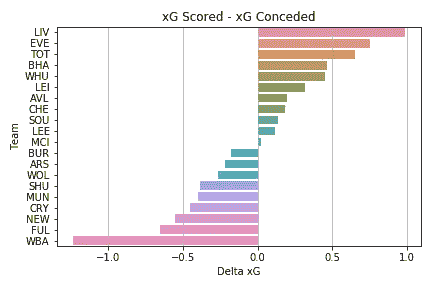 xG Scored - xG Conceded
LIV
EVE
TOT
BHA
WHU
LEI
AVL
CHE
SOU
LEE
MCI
BUR
ARS
WOL
SHU
MUN
CRY
NEW
FUL
WBA
Team
−1.0 −0.5 0.0 0.5 1.0
Delta xG